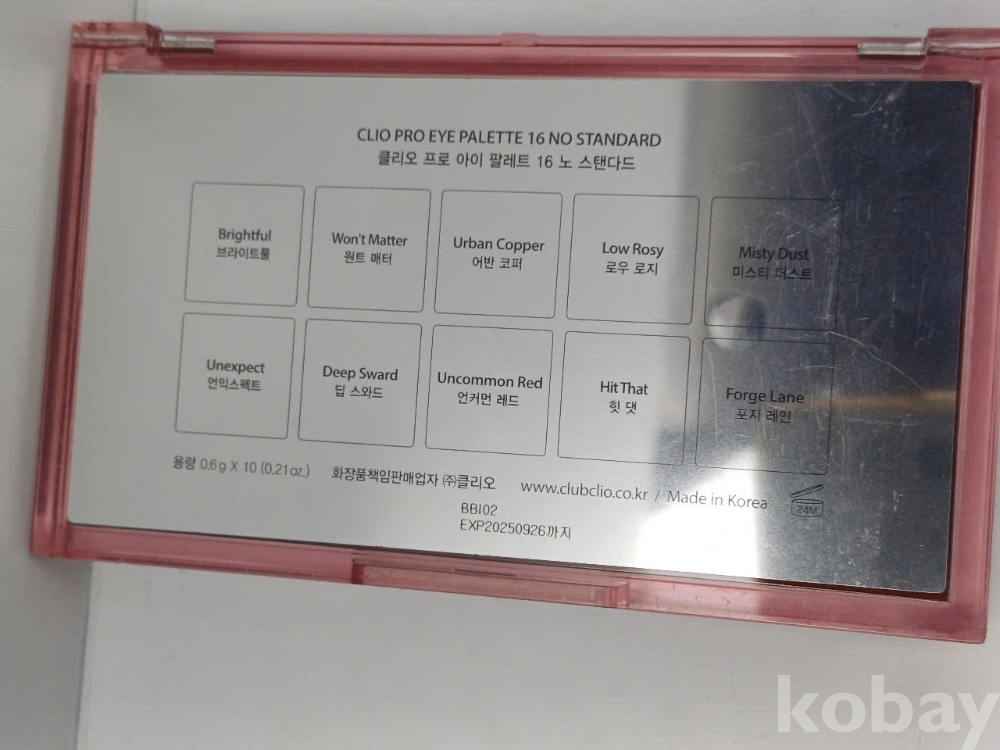 CLIO PRO EYE PALETTE 16 NO STANDARD
클리오 프로 아이 팔레트 16 노 스탠다드
Brightful
브라이트풀
Won't Matter
원트 매터
Urban Copper
어반 코퍼
Low Rosy
로우 로지
Misty Dust
미스티 더스트
Unexpect
언익스펙트
Deep Sward
딥 스와드
Uncommon Red
언커먼 레드
Hit That
힛 댓
Forge Lane
포지 레인
용량 0.6g X 10 (0.21oz.) 화장품책임판매업자 ㈜클리오 www.clubclio.co.kr / Made in Korea 24M
BBI02
EXP20250926까지
kobay